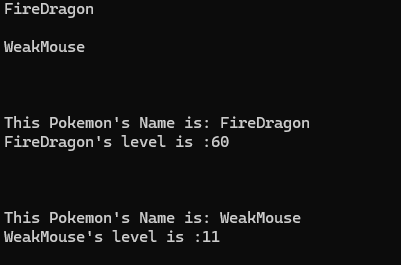 FireDragon
WeakMouse
This Pokemon's Name is: FireDragon
FireDragon's level is :60
This Pokemon's Name is: WeakMouse
WeakMouse's level is :11